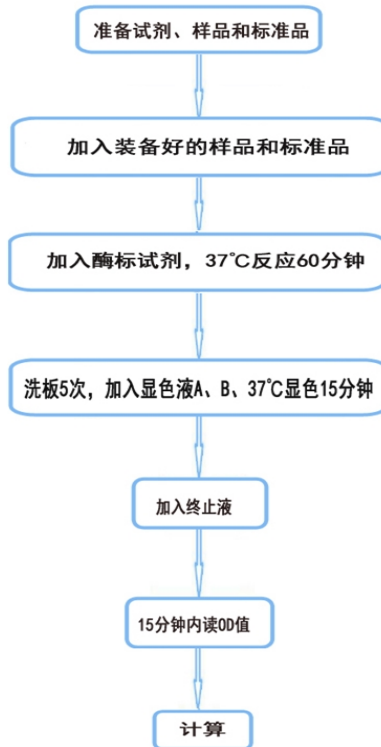 准备试剂、样品和标准品
加入装备好的样品和标准品
加入酶标试剂，37℃反应60分钟
洗板5次，加入显色液A、B、37℃显色15分钟
加入终止液
15分钟内读OD值
计算